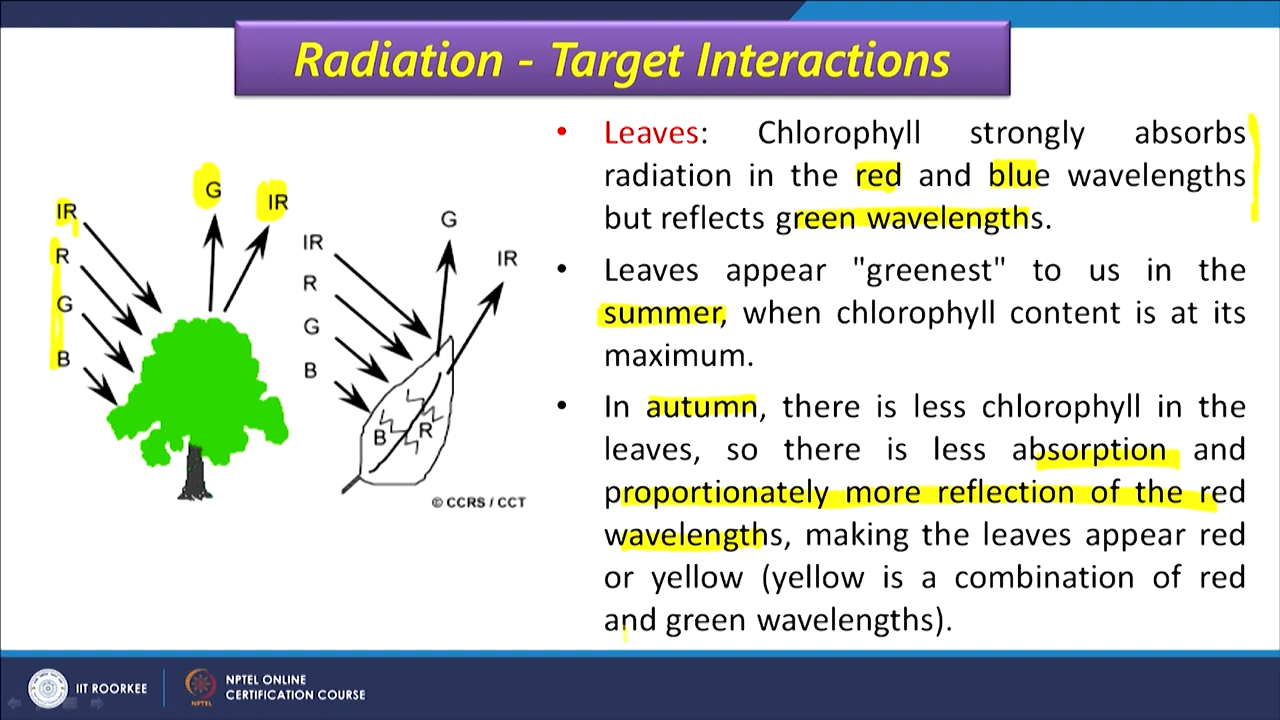 Radiation - Target Interactions
• Leaves: Chlorophyll strongly absorbs
radiation in the red and blue wavelengths
but reflects green wavelengths.
• Leaves appear "greenest" to us in the
summer, when chlorophyll content is at its
maximum.
• In autumn, there is less chlorophyll in the
leaves, so there is less absorption and
proportionately more reflection of the red
wavelengths, making the leaves appear red
or yellow (yellow is a combination of red
and green wavelengths).
G
IR
IR
R
G
B
G
IR
IR
R
G
B
B
R
© CCRS / CCT
IIT ROORKEE
NPTEL ONLINE
CERTIFICATION COURSE
NPTEL